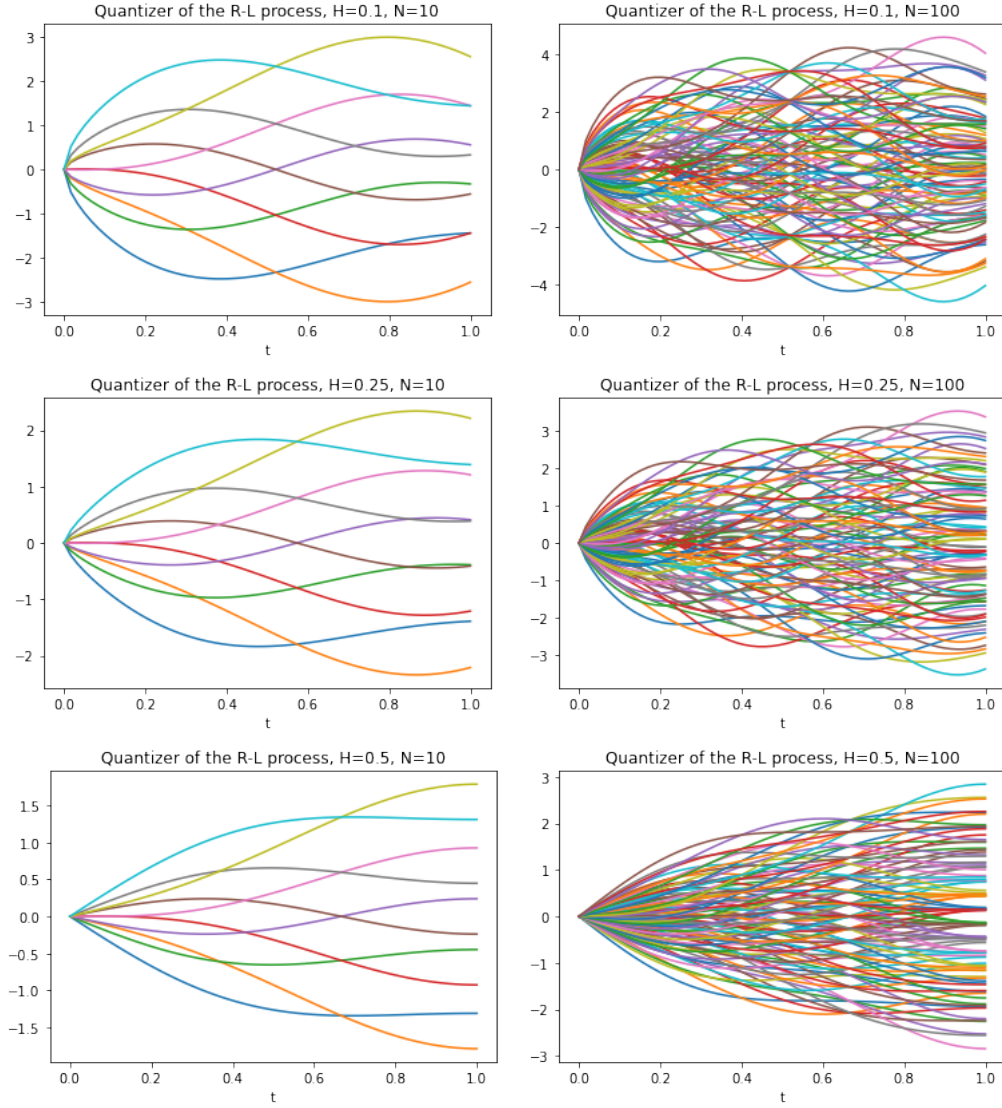 Quantizer of the R-L process, H=0.1, N=10
3
2
1
0
−1
−2
−3
0.0 0.2 0.4 0.6 0.8 1.0
t
Quantizer of the R-L process, H=0.1, N=100
4
2
0
−2
−4
0.0 0.2 0.4 0.6 0.8 1.0
t
Quantizer of the R-L process, H=0.25, N=10
2
1
0
−1
−2
0.0 0.2 0.4 0.6 0.8 1.0
t
Quantizer of the R-L process, H=0.25, N=100
3
2
1
0
−1
−2
−3
0.0 0.2 0.4 0.6 0.8 1.0
t
Quantizer of the R-L process, H=0.5, N=10
1.5
1.0
0.5
0.0
−0.5
−1.0
−1.5
0.0 0.2 0.4 0.6 0.8 1.0
t
Quantizer of the R-L process, H=0.5, N=100
3
2
1
0
−1
−2
−3
0.0 0.2 0.4 0.6 0.8 1.0
t